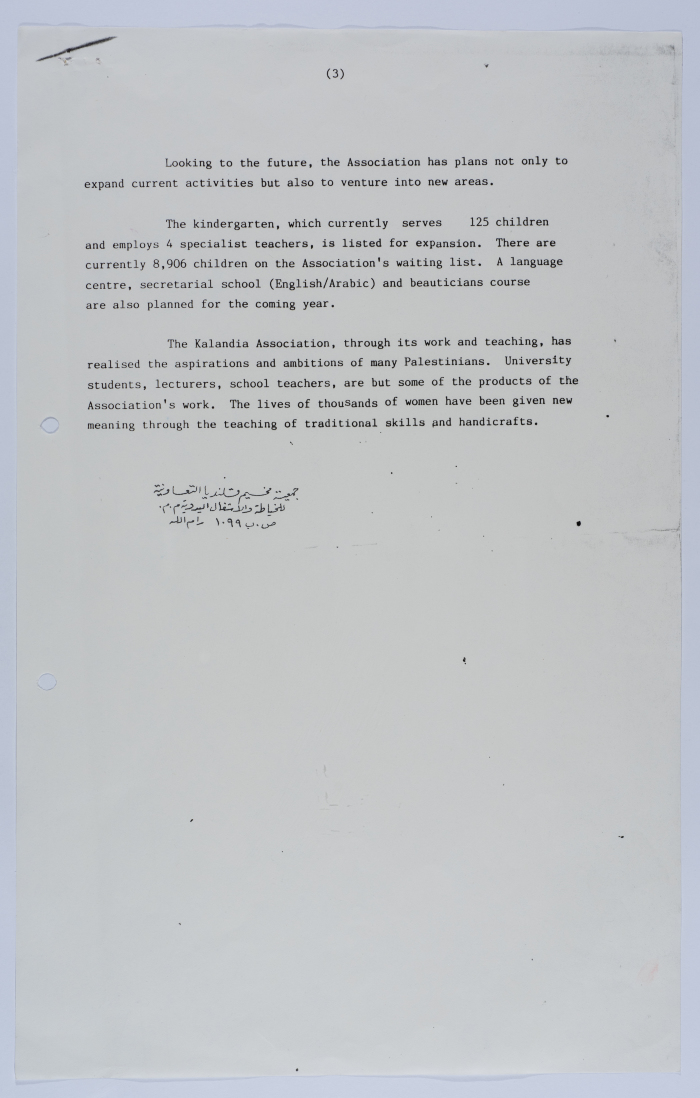 (3)
Looking to the future, the Association has plans not only to
expand current activities but also to venture into new areas.
The kindergarten, which currently serves 125 children
and employs 4 specialist teachers, is listed for expansion. There are
currently 8,906 children on the Association's waiting list. A language
centre, secretarial school (English/Arabic) and beauticians course
are also planned for the coming year.
The Kalandia Association, through its work and teaching, has
realised the aspirations and ambitions of many Palestinians. University
students, lecturers, school teachers, are but some of the products of the
Association's work. The lives of thousands of women have been given new
meaning through the teaching of traditional skills and handicrafts.
جمعية مخيم قلنديا التعاونية
للخياطة والاشغال اليدوية م.م.
ص.ب ١٠٩٩ رام الله